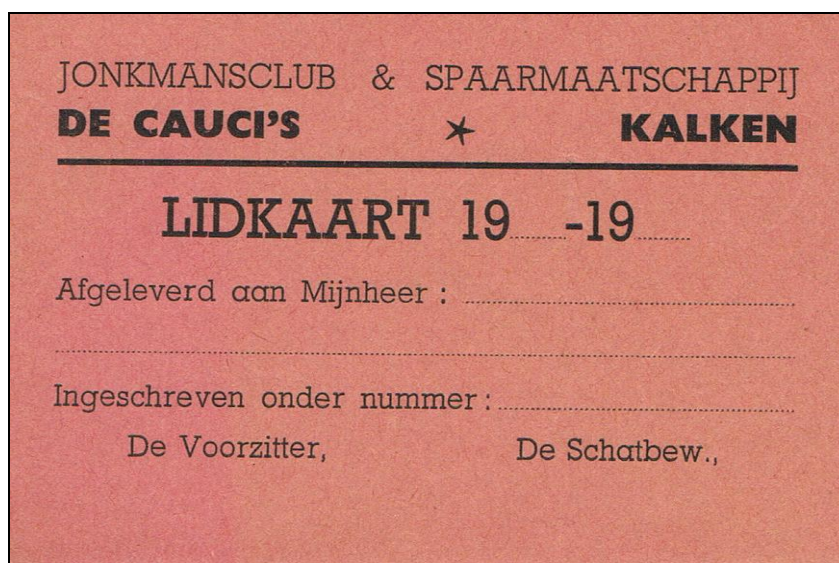 JONKMANSCLUB & SPAARMAATSCHAPPIJ
DE CAUCI'S ★ KALKEN
LIDKAART 19......-19......
Afgeleverd aan Mijnheer : ......................................................
..........................................................................................
Ingeschreven onder nummer : ................................................
De Voorzitter, De Schatbew.,